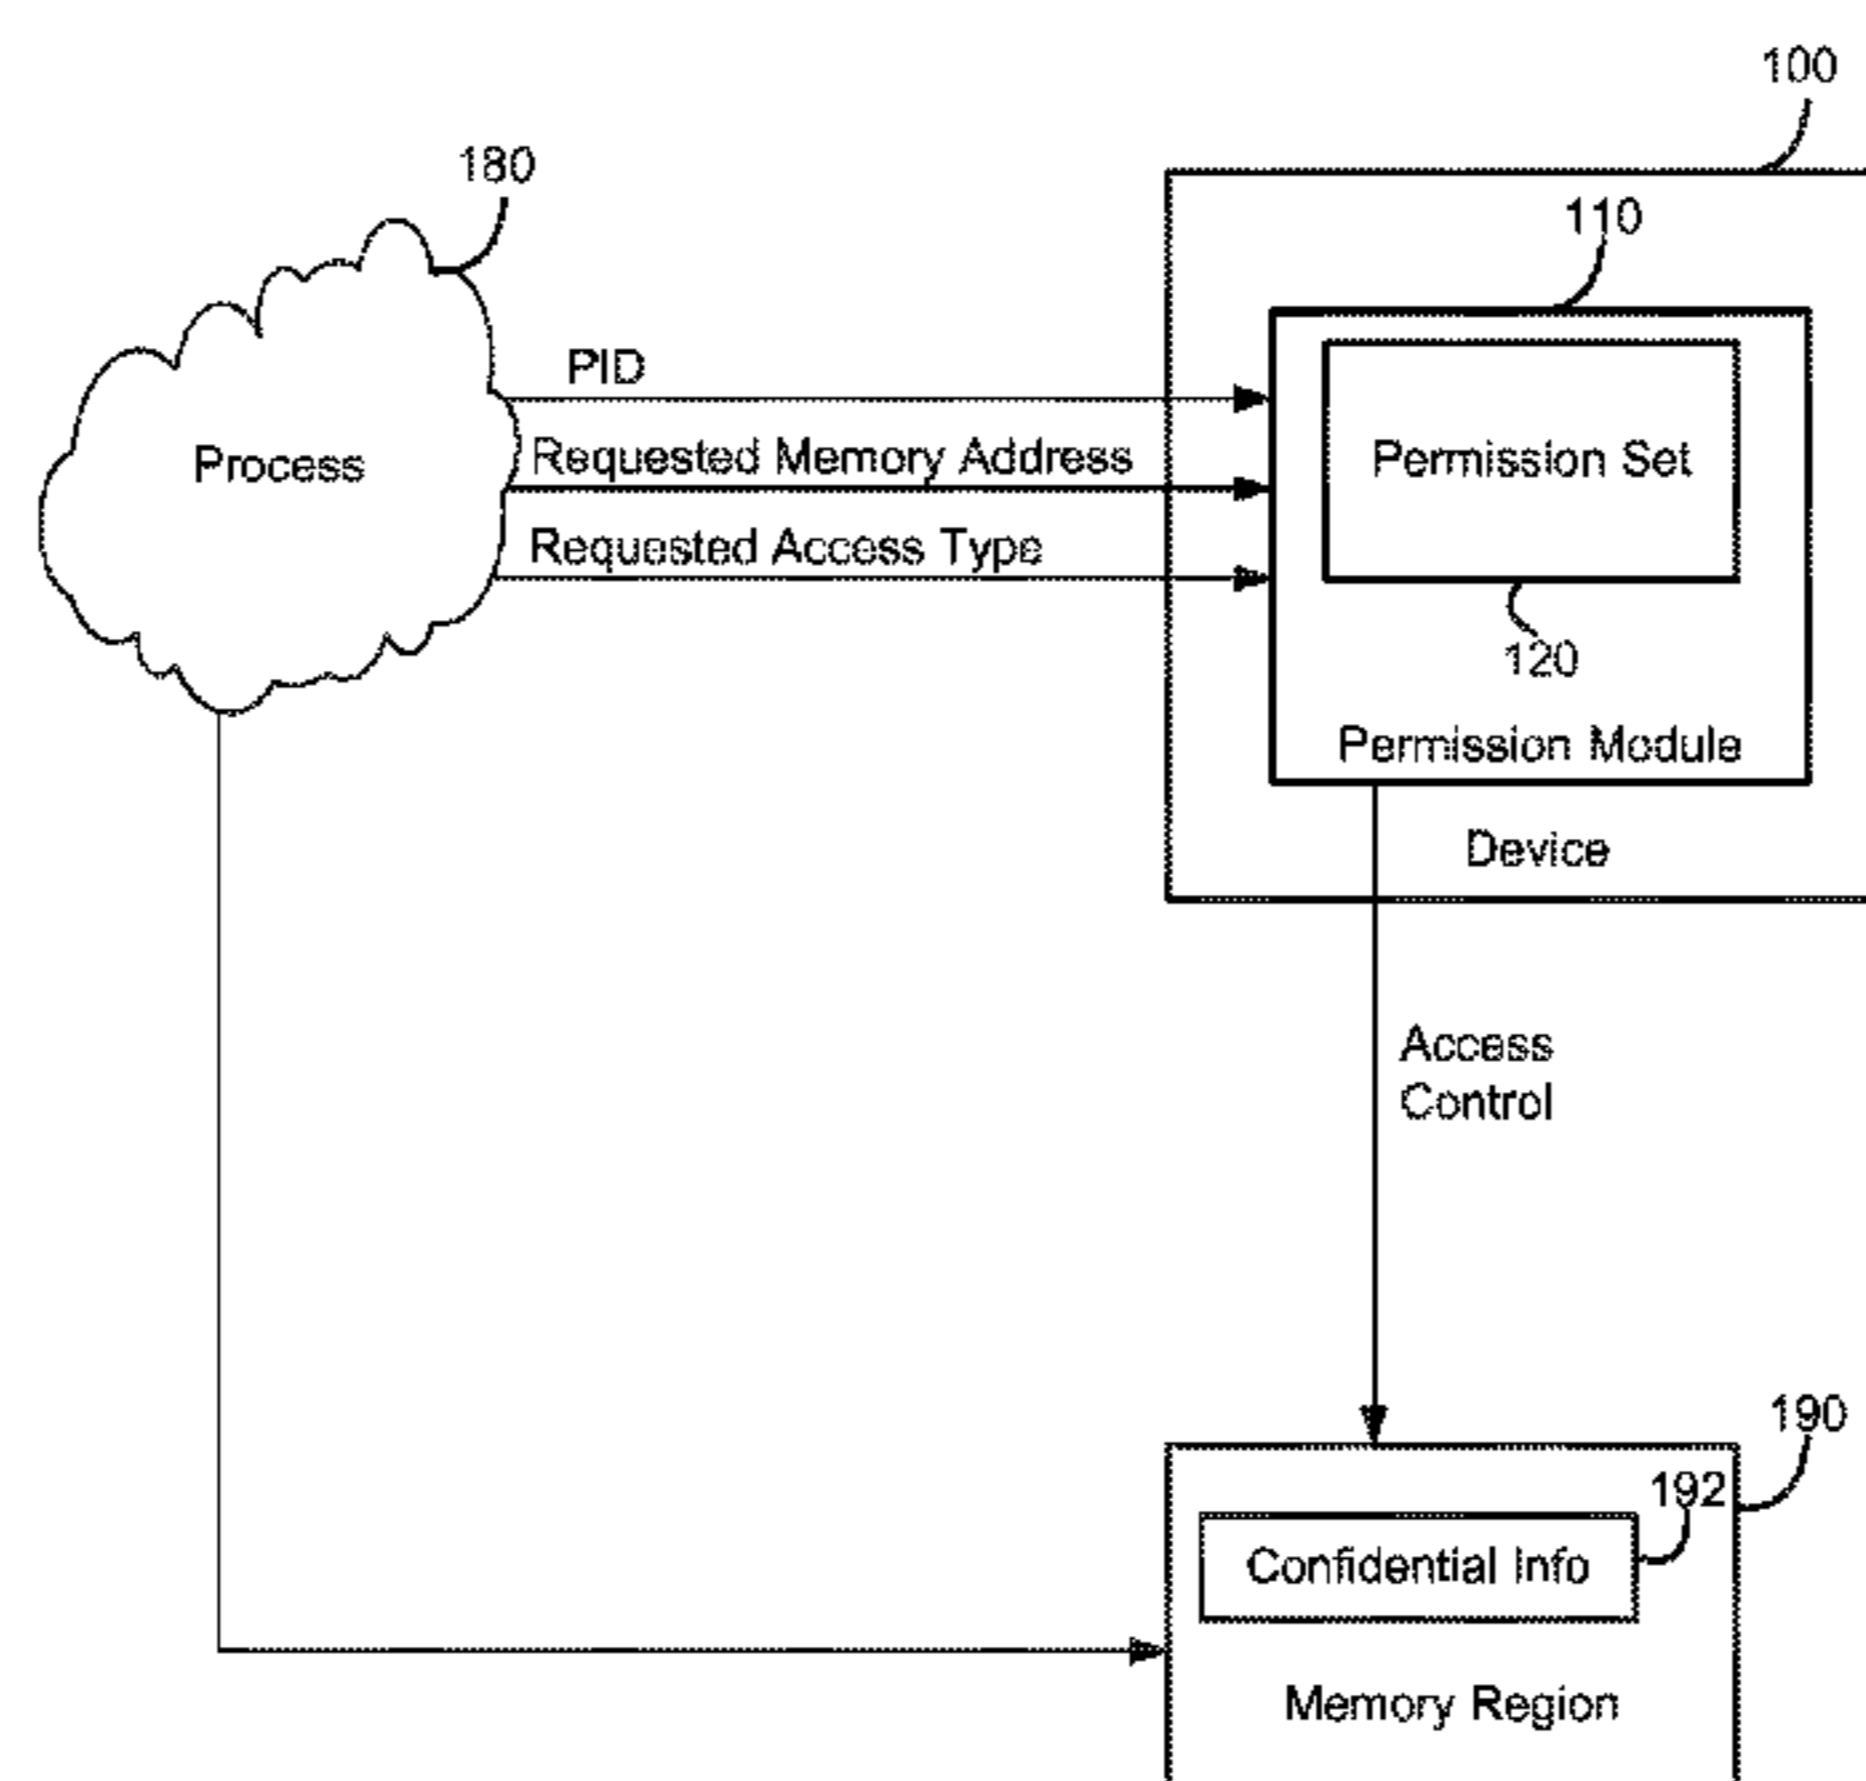 100
180
110
PID
Process
Requested Memory Address
Permission Set
Requested Access Type
120
Permission Module
Device
Access
Control
190
192
Confidential Info
Memory Region